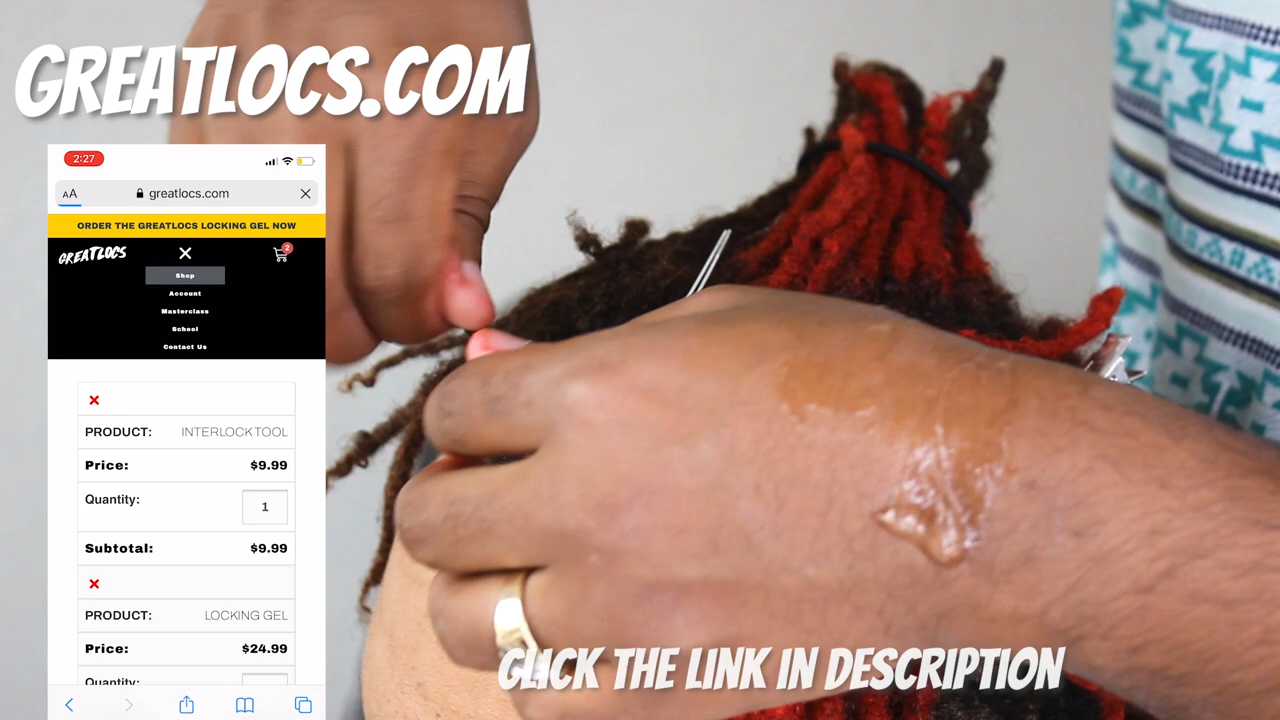 GREATLOCS.COM
2:27
AA greatlocs.com
ORDER THE GREATLOCS LOCKING GEL NOW
GREATLOCS
2
Shop
Account
Masterclass
School
Contact Us
PRODUCT: INTERLOCKTOOL
Price: $9.99
Quantity: 1
Subtotal: $9.99
PRODUCT: LOCKING GEL
Price: $24.99
Quantity:
CLICK THE LINK IN DESCRIPTION